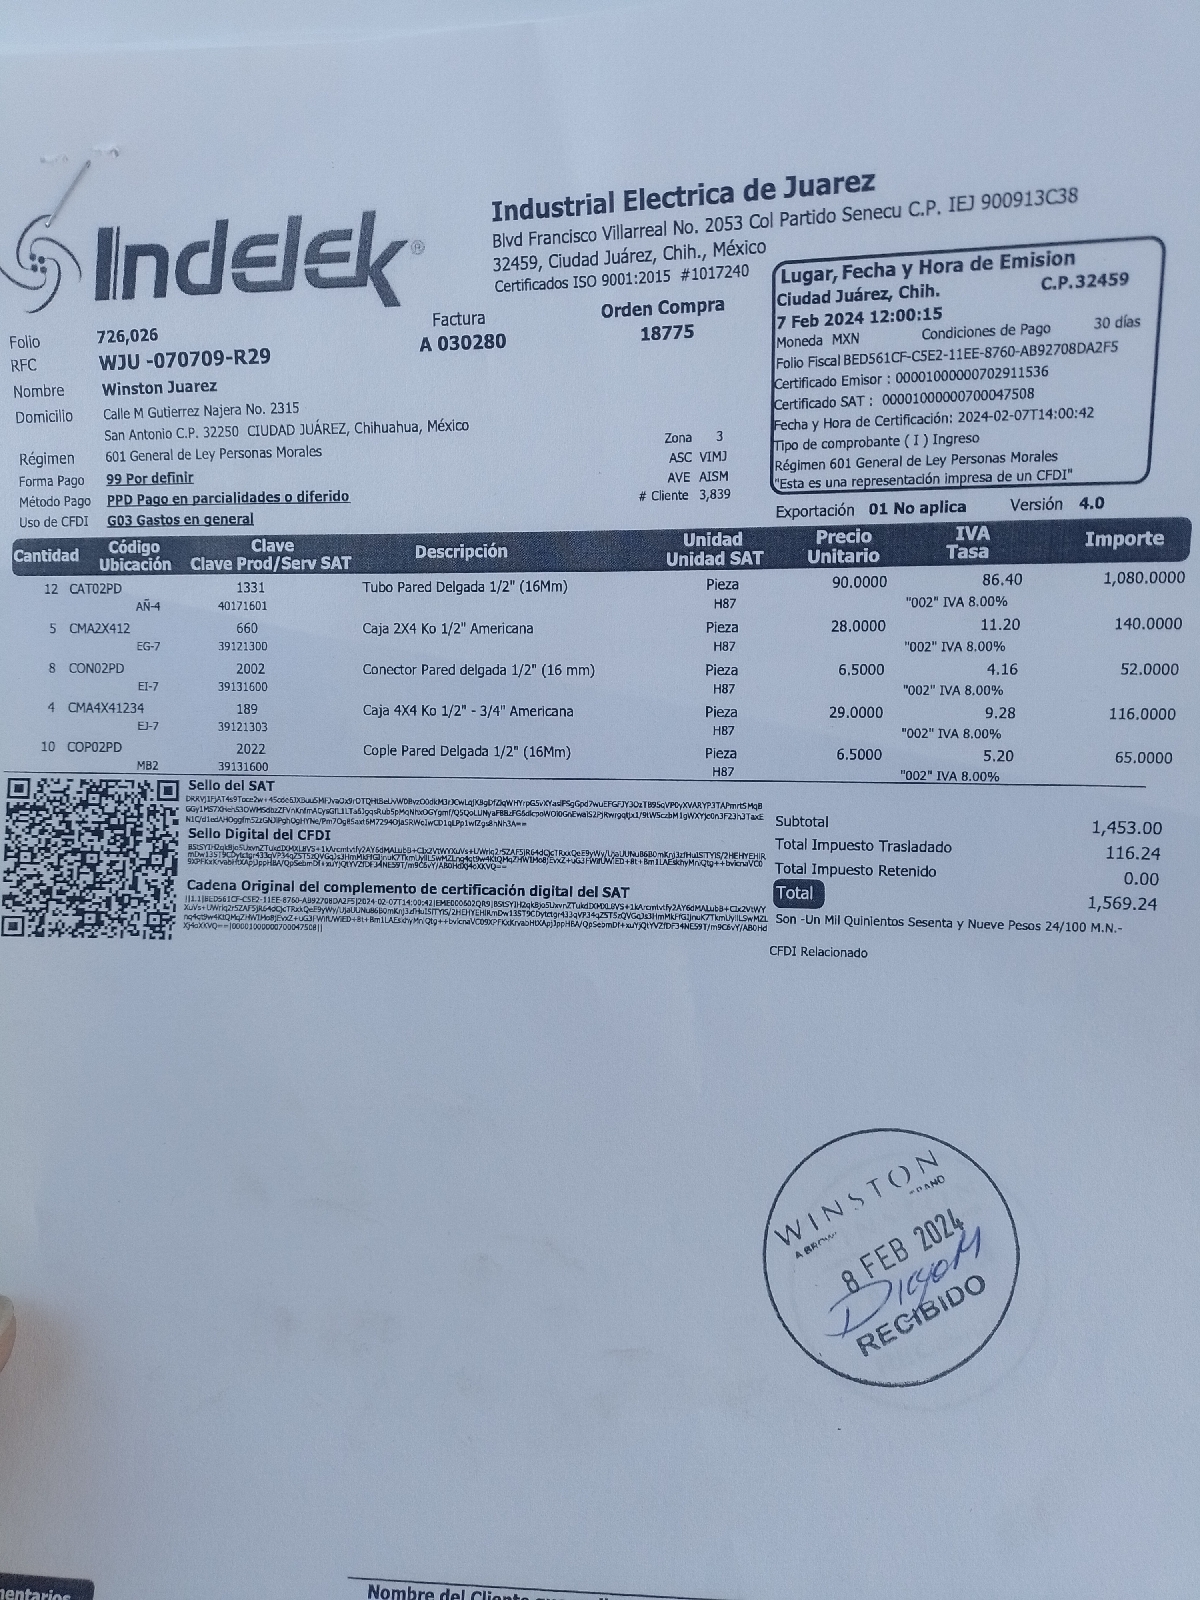 Indelek®
Industrial Electrica de Juarez
Blvd Francisco Villarreal No. 2053 Col Partido Senecu C.P. IEJ 900913C38
32459, Ciudad Juárez, Chih., México
Certificados ISO 9001:2015 #1017240
Lugar, Fecha y Hora de Emision
Ciudad Juárez, Chih. C.P.32459
7 Feb 2024 12:00:15
Moneda MXN Condiciones de Pago 30 días
Folio Fiscal BED561CF-C5E2-11EE-8760-AB92708DA2F5
Certificado Emisor : 00001000000702911536
Certificado SAT : 00001000000700047508
Fecha y Hora de Certificación: 2024-02-07T14:00:42
Tipo de comprobante ( I ) Ingreso
Régimen 601 General de Ley Personas Morales
"Esta es una representación impresa de un CFDI"
Exportación 01 No aplica Versión 4.0
Factura
A 030280
Orden Compra
18775
Folio 726,026
RFC WJU -070709-R29
Nombre Winston Juarez
Domicilio Calle M Gutierrez Najera No. 2315
San Antonio C.P. 32250 CIUDAD JUÁREZ, Chihuahua, México
Régimen 601 General de Ley Personas Morales
Forma Pago 99 Por definir
Método Pago PPD Pago en parcialidades o diferido
Uso de CFDI G03 Gastos en general
Zona 3
ASC VIMJ
AVE AISM
# Cliente 3,839
Cantidad Código Ubicación Clave Clave Prod/Serv SAT Descripción Unidad Unidad SAT Precio Unitario IVA Tasa Importe
12 CAT02PD 1331 Tubo Pared Delgada 1/2" (16Mm) Pieza 90.0000 86.40 1,080.0000
AÑ-4 40171601 H87 "002" IVA 8.00%
5 CMA2X412 660 Caja 2X4 Ko 1/2" Americana Pieza 28.0000 11.20 140.0000
EG-7 39121300 H87 "002" IVA 8.00%
8 CON02PD 2002 Conector Pared delgada 1/2" (16 mm) Pieza 6.5000 4.16 52.0000
EI-7 39131600 H87 "002" IVA 8.00%
4 CMA4X41234 189 Caja 4X4 Ko 1/2" - 3/4" Americana Pieza 29.0000 9.28 116.0000
EJ-7 39121303 H87 "002" IVA 8.00%
10 COP02PD 2022 Cople Pared Delgada 1/2" (16Mm) Pieza 6.5000 5.20 65.0000
MB2 39131600 H87 "002" IVA 8.00%
Sello del SAT
Sello Digital del CFDI
Cadena Original del complemento de certificación digital del SAT
Subtotal 1,453.00
Total Impuesto Trasladado 116.24
Total Impuesto Retenido 0.00
Total 1,569.24
Son -Un Mil Quinientos Sesenta y Nueve Pesos 24/100 M.N.-
CFDI Relacionado
WINSTON
8 FEB 2024
RECIBIDO
Nombre del Cliente